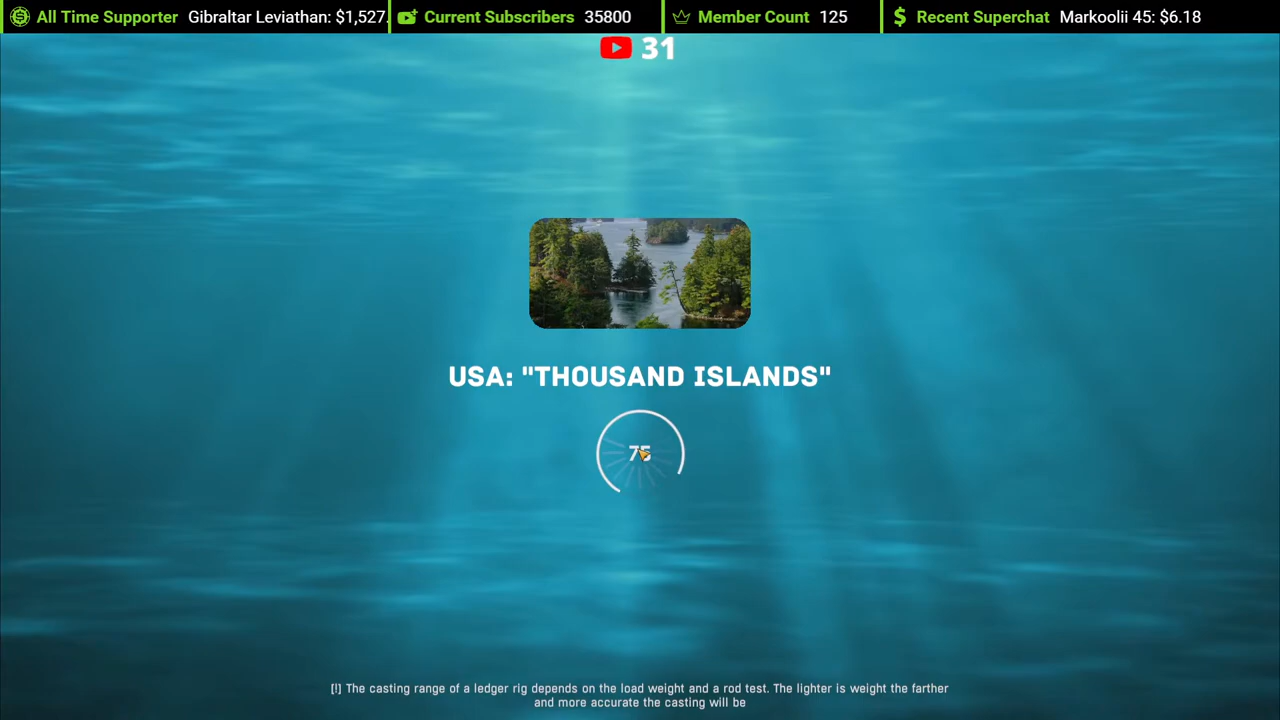 All Time Supporter Gibraltar Leviathan: $1,527. Current Subscribers 35800 Member Count 125 Recent Superchat Markoolii 45: $6.18
31
USA: "THOUSAND ISLANDS"
75
[!] The casting range of a ledger rig depends on the load weight and a rod test. The lighter is weight the farther
and more accurate the casting will be